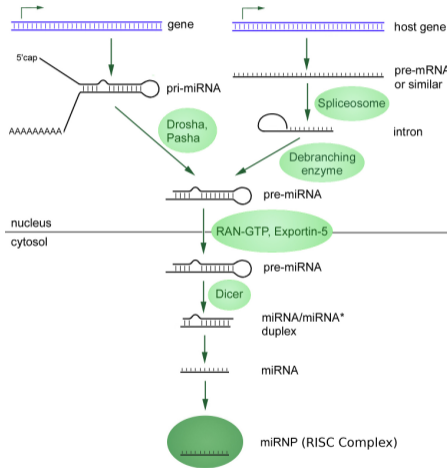 gene
host gene
5'cap
pri-miRNA
pre-mRNA
or similar
AAAAAAAAA
Drosha,
Pasha
Spliceosome
intron
Debranching
enzyme
pre-miRNA
nucleus
cytosol
RAN-GTP, Exportin-5
pre-miRNA
Dicer
miRNA/miRNA*
duplex
miRNA
miRNP (RISC Complex)